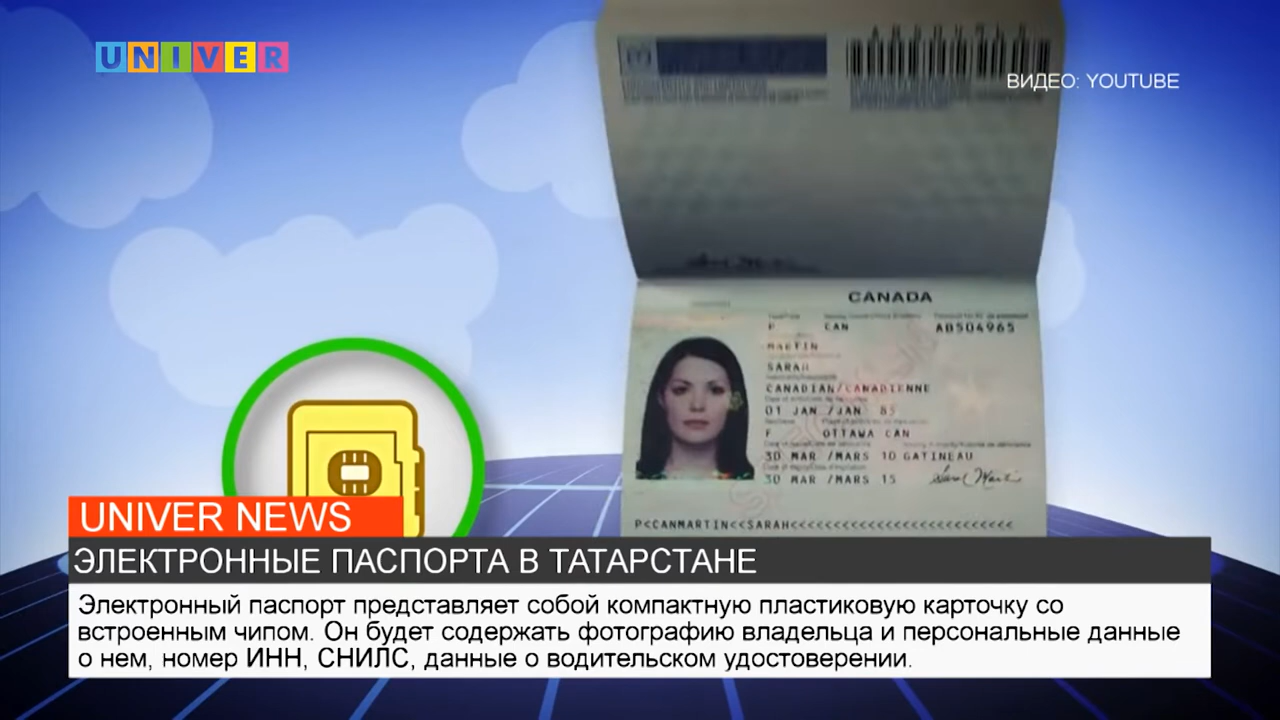 UNIVER
ВИДЕО: YOUTUBE
CANADA
P CAN AB504965
MARTIN
SARAH
CANADIAN/CANADIENNE
01 JAN /JAN 85
F OTTAWA CAN
30 MAR /MARS 10 GATINEAU
30 MAR /MARS 15
P<CANMARTIN<<SARAH<<<<<<<<<<<<<<<<<<<<<<<<<<
UNIVER NEWS
ЭЛЕКТРОННЫЕ ПАСПОРТА В ТАТАРСТАНЕ
Электронный паспорт представляет собой компактную пластиковую карточку со
встроенным чипом. Он будет содержать фотографию владельца и персональные данные
о нем, номер ИНН, СНИЛС, данные о водительском удостоверении.